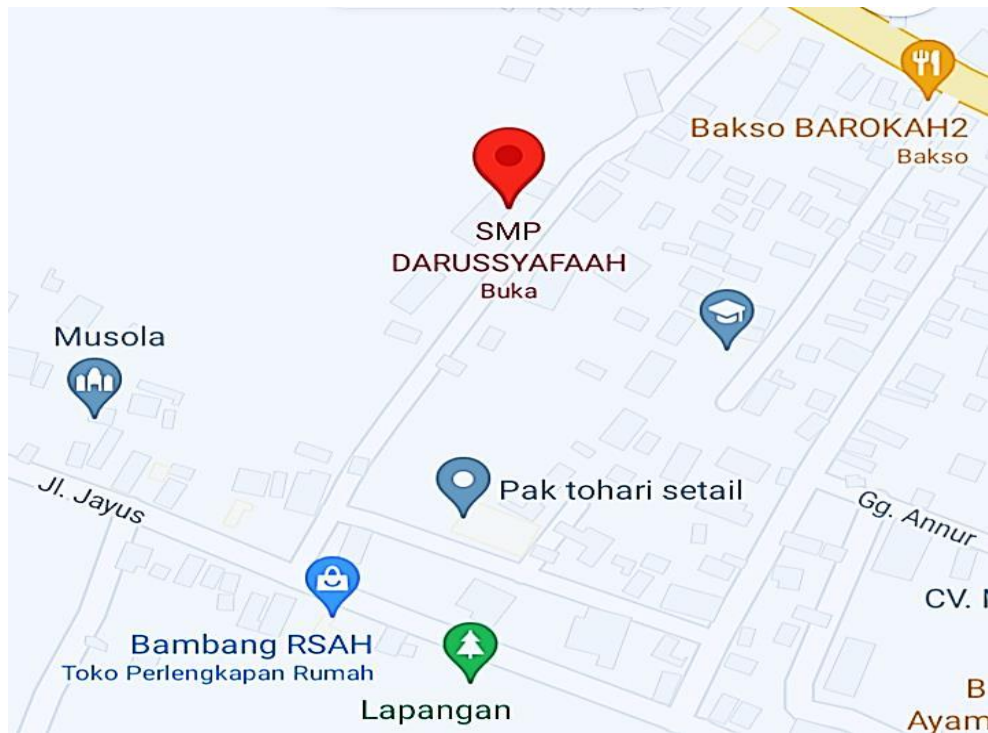 Bakso BAROKAH2
Bakso
SMP
DARUSSYAFAAH
Buka
Musola
Jl. Jayus
Pak tohari setail
Gg. Annur
CV.
Bambang RSAH
Toko Perlengkapan Rumah
Lapangan
B
Ayam